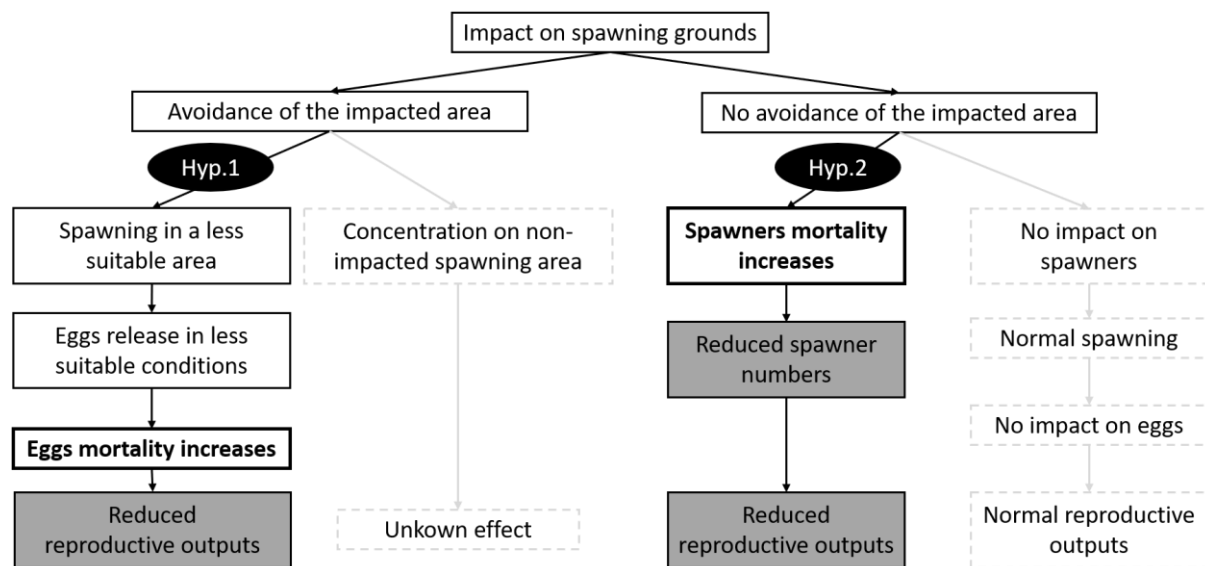 Impact on spawning grounds
Avoidance of the impacted area
No avoidance of the impacted area
Hyp.1
Hyp.2
Spawning in a less
suitable area
Concentration on non-
impacted spawning area
Spawners mortality
increases
No impact on
spawners
Eggs release in less
suitable conditions
Reduced spawner
numbers
Normal spawning
Eggs mortality increases
No impact on eggs
Reduced
reproductive outputs
Unkown effect
Reduced
reproductive outputs
Normal reproductive
outputs